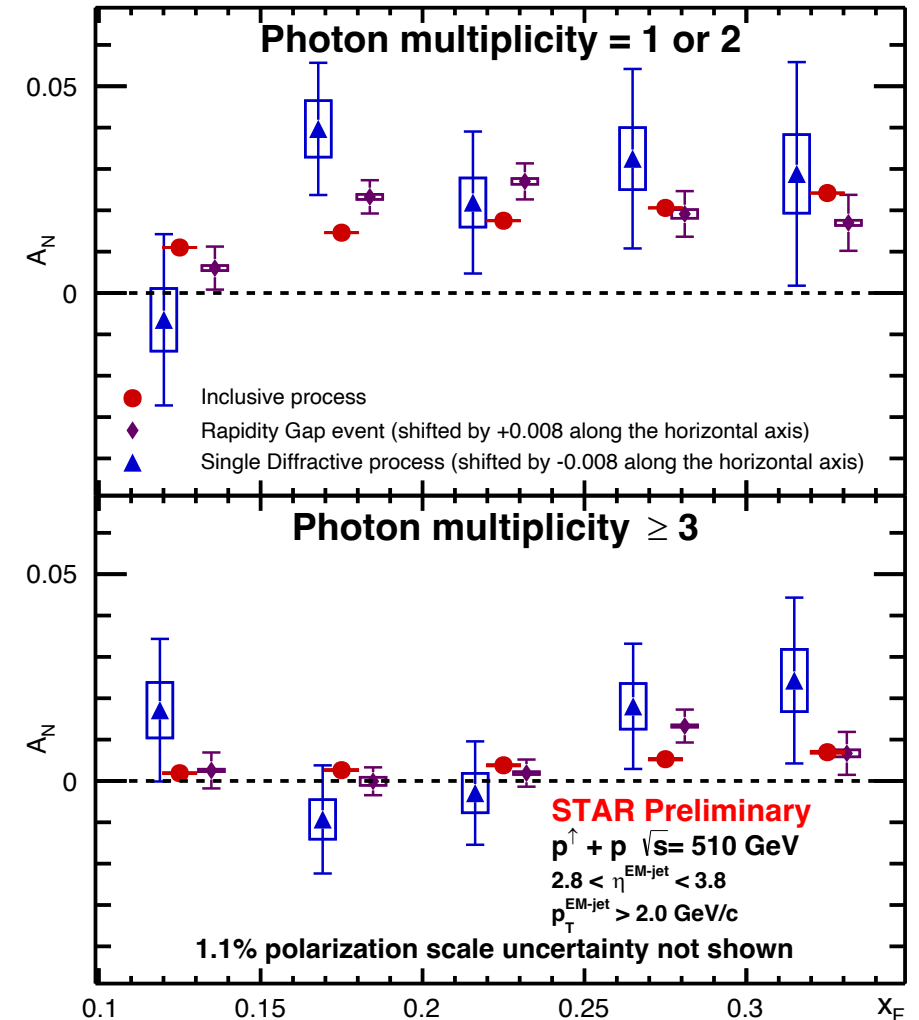 Photon multiplicity = 1 or 2
0.05
A_N
0
Inclusive process
Rapidity Gap event (shifted by +0.008 along the horizontal axis)
Single Diffractive process (shifted by -0.008 along the horizontal axis)
Photon multiplicity ≥ 3
0.05
A_N
0
STAR Preliminary
p^↑ + p √s= 510 GeV
2.8 < η^EM-jet < 3.8
p_T^EM-jet > 2.0 GeV/c
1.1% polarization scale uncertainty not shown
0.1 0.15 0.2 0.25 0.3 x_F